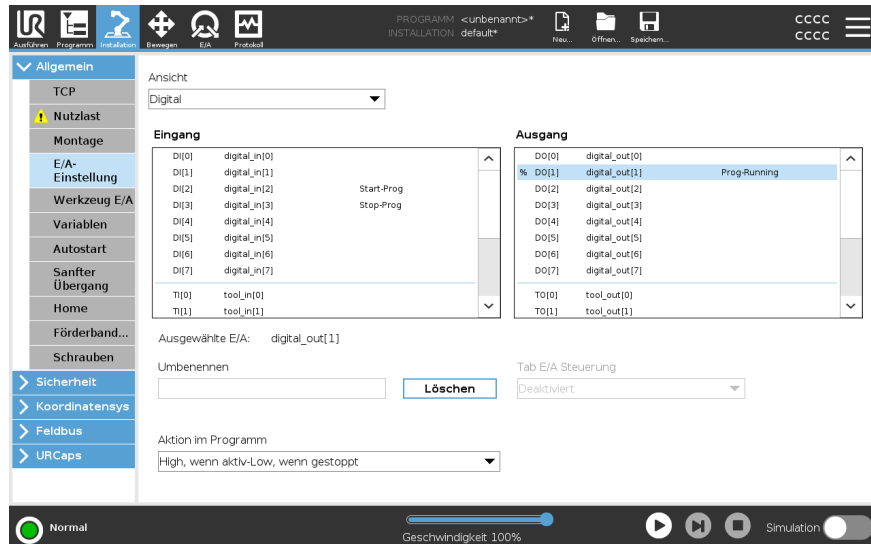 UR
PROGRAMM <unbenannt>*
INSTALLATION default*
Ausführen Programm Installation Bewegen E/A Protokoll
Neu... Öffnen... Speichern...
cccc
cccc
Allgemein
TCP
Nutzlast
Montage
E/A-
Einstellung
Werkzeug E/A
Variablen
Autostart
Sanfter
Übergang
Home
Förderband...
Schrauben
Sicherheit
Koordinatensys
Feldbus
URCaps
Ansicht
Digital
Eingang
DI[0] digital_in[0]
DI[1] digital_in[1]
DI[2] digital_in[2] Start-Prog
DI[3] digital_in[3] Stop-Prog
DI[4] digital_in[4]
DI[5] digital_in[5]
DI[6] digital_in[6]
DI[7] digital_in[7]
TI[0] tool_in[0]
TI[1] tool_in[1]
Ausgang
DO[0] digital_out[0]
% DO[1] digital_out[1] Prog-Running
DO[2] digital_out[2]
DO[3] digital_out[3]
DO[4] digital_out[4]
DO[5] digital_out[5]
DO[6] digital_out[6]
DO[7] digital_out[7]
TO[0] tool_out[0]
TO[1] tool_out[1]
Ausgewählte E/A: digital_out[1]
Umbenennen
Löschen
Tab E/A Steuerung
Deaktiviert
Aktion im Programm
High, wenn aktiv-Low, wenn gestoppt
Normal
Geschwindigkeit 100%
Simulation